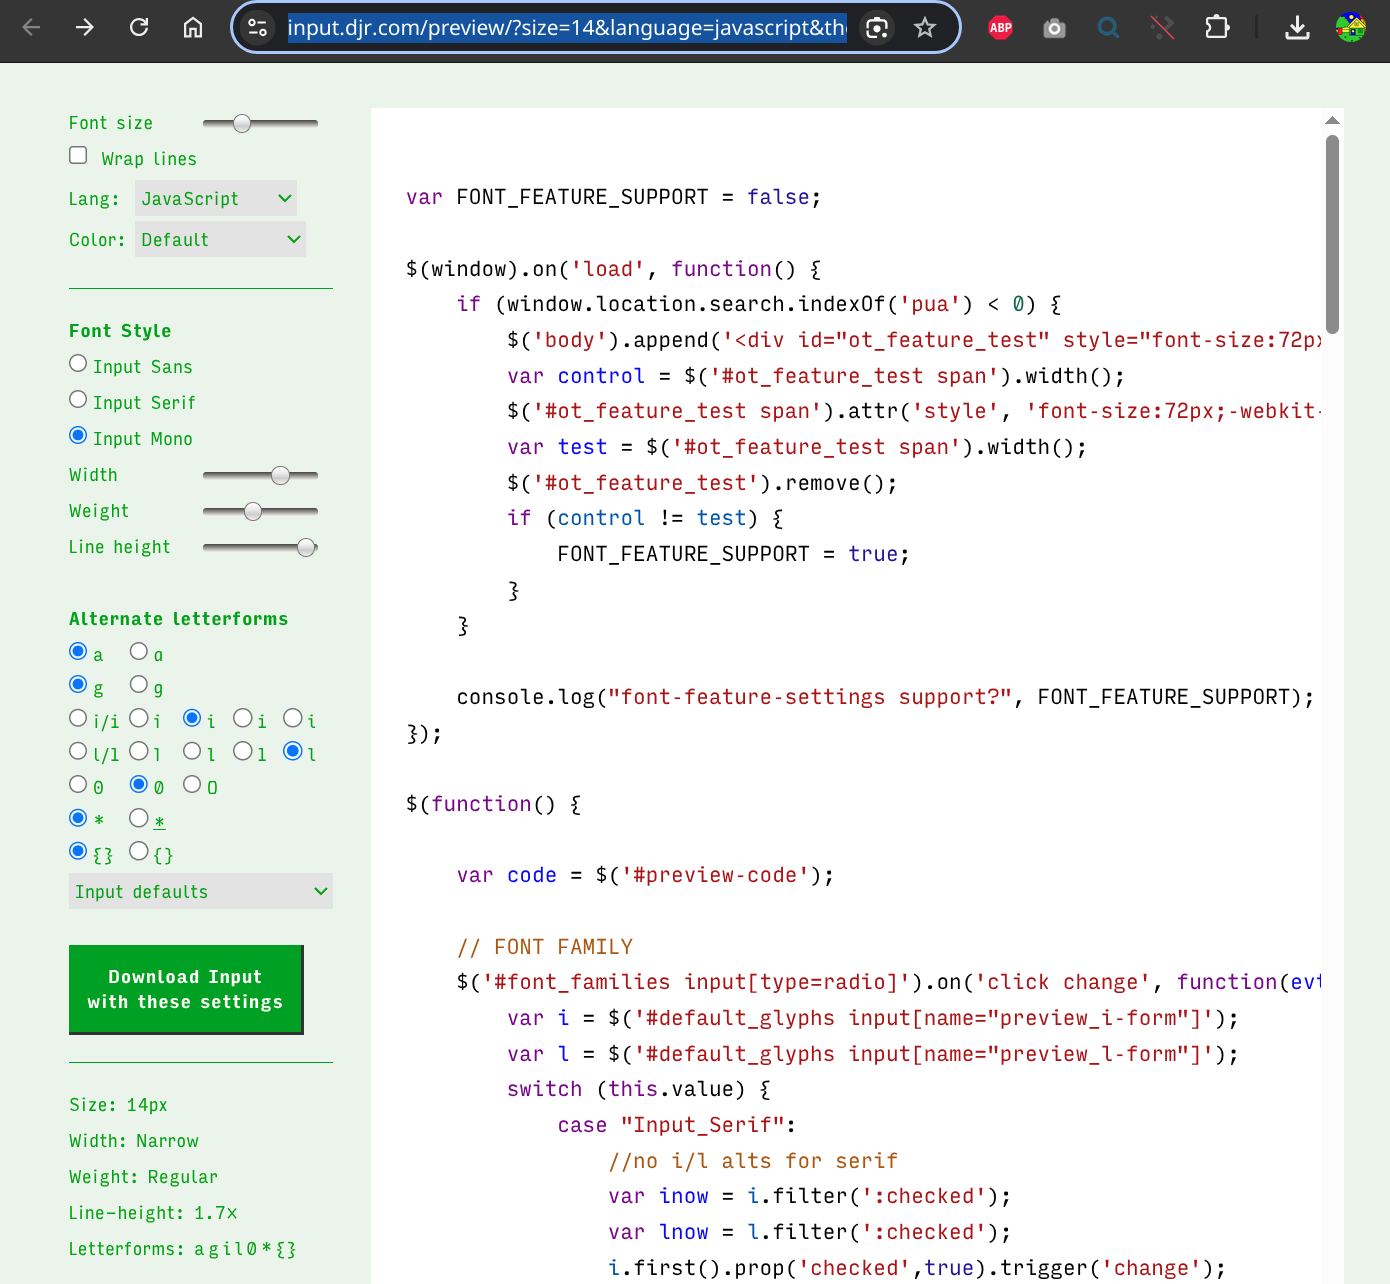 input.djr.com/preview/?size=14&language=javascript&th
ABP
Font size
Wrap lines
Lang: JavaScript
Color: Default
Font Style
Input Sans
Input Serif
Input Mono
Width
Weight
Line height
Alternate letterforms
a a
g g
i/i i i i i
l/l l l l l
0 0 0
* *
{} {}
Input defaults
Download Input
with these settings
Size: 14px
Width: Narrow
Weight: Regular
Line-height: 1.7×
Letterforms: a g i l 0 * {}
var FONT_FEATURE_SUPPORT = false;
$(window).on('load', function() {
if (window.location.search.indexOf('pua') < 0) {
$('body').append('<div id="ot_feature_test" style="font-size:72px
var control = $('#ot_feature_test span').width();
$('#ot_feature_test span').attr('style', 'font-size:72px;-webkit-
var test = $('#ot_feature_test span').width();
$('#ot_feature_test').remove();
if (control != test) {
FONT_FEATURE_SUPPORT = true;
}
}
console.log("font-feature-settings support?", FONT_FEATURE_SUPPORT);
});
$(function() {
var code = $('#preview-code');
// FONT FAMILY
$('#font_families input[type=radio]').on('click change', function(evt
var i = $('#default_glyphs input[name="preview_i-form"]');
var l = $('#default_glyphs input[name="preview_l-form"]');
switch (this.value) {
case "Input_Serif":
//no i/l alts for serif
var inow = i.filter(':checked');
var lnow = l.filter(':checked');
i.first().prop('checked',true).trigger('change');